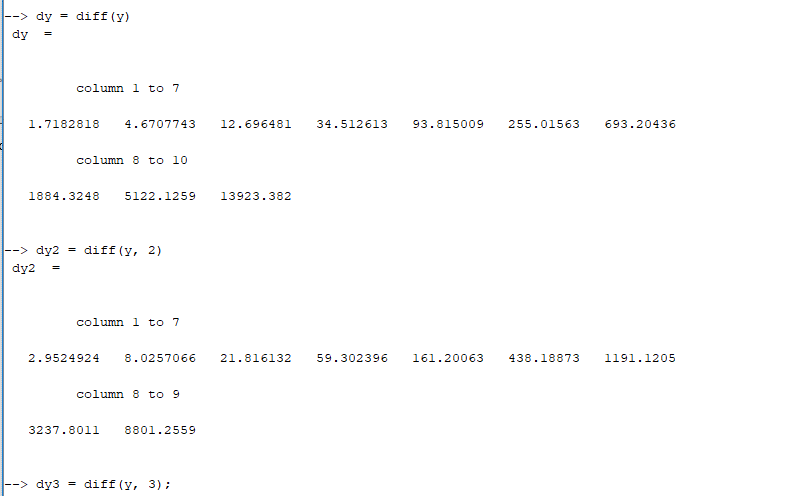 --> dy = diff(y)
dy =
column 1 to 7
1.7182818 4.6707743 12.696481 34.512613 93.815009 255.01563 693.20436
column 8 to 10
1884.3248 5122.1259 13923.382
--> dy2 = diff(y, 2)
dy2 =
column 1 to 7
2.9524924 8.0257066 21.816132 59.302396 161.20063 438.18873 1191.1205
column 8 to 9
3237.8011 8801.2559
--> dy3 = diff(y, 3);